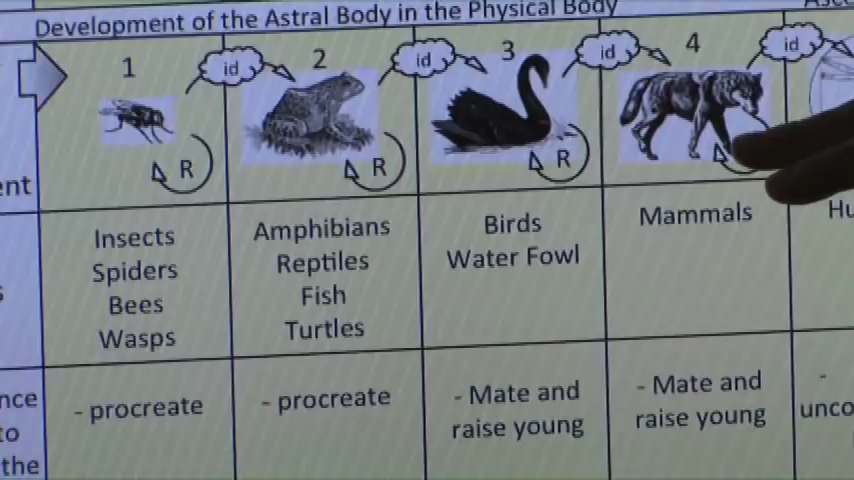 Development of the Astral Body in the Physical Body
1 id 2 id 3 id 4 id
R R R
ent
Insects
Spiders
Bees
Wasps
Amphibians
Reptiles
Fish
Turtles
Birds
Water Fowl
Mammals
Hu
nce
to
the
- procreate
- procreate
- Mate and
raise young
- Mate and
raise young
-
unco